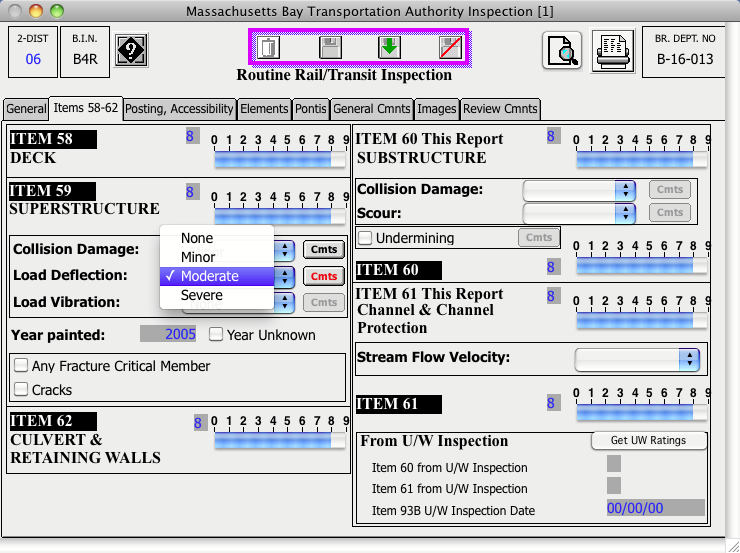 Massachusetts Bay Transportation Authority Inspection [1]
2-DIST
06
B.I.N.
B4R
?
Routine Rail/Transit Inspection
BR. DEPT. NO
B-16-013
General Items 58-62 Posting, Accessibility Elements Pontis General Cmnts Images Review Cmnts
ITEM 58
DECK
8
0 1 2 3 4 5 6 7 8 9
ITEM 59
SUPERSTRUCTURE
8
0 1 2 3 4 5 6 7 8 9
Collision Damage:
Cmts
Load Deflection:
Cmts
Load Vibration:
Cmts
None
Minor
✓ Moderate
Severe
Year painted: 2005 Year Unknown
Any Fracture Critical Member
Cracks
ITEM 62
CULVERT &
RETAINING WALLS
8
0 1 2 3 4 5 6 7 8 9
ITEM 60 This Report
SUBSTRUCTURE
8
0 1 2 3 4 5 6 7 8 9
Collision Damage: Cmts
Scour: Cmts
Undermining Cmts
ITEM 60
8
0 1 2 3 4 5 6 7 8 9
ITEM 61 This Report
Channel & Channel
Protection
8
0 1 2 3 4 5 6 7 8 9
Stream Flow Velocity:
ITEM 61
8
0 1 2 3 4 5 6 7 8 9
From U/W Inspection
Get UW Ratings
Item 60 from U/W Inspection
Item 61 from U/W Inspection
Item 93B U/W Inspection Date 00/00/00